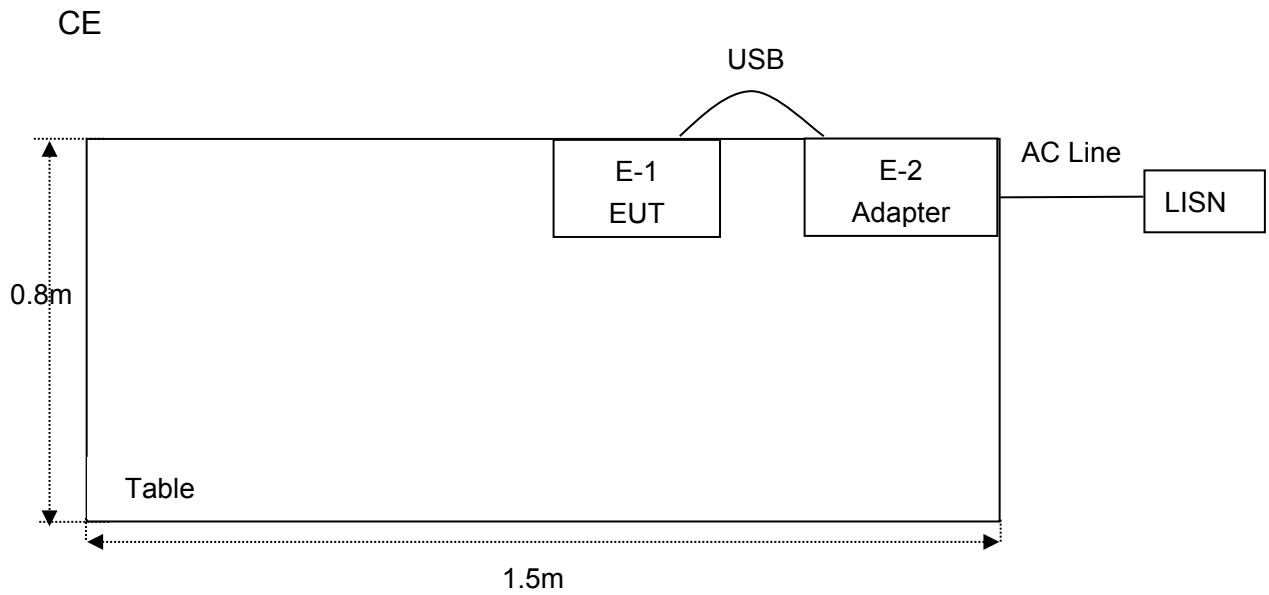 CE
USB
E-1
EUT
E-2
Adapter
AC Line
LISN
0.8m
Table
1.5m